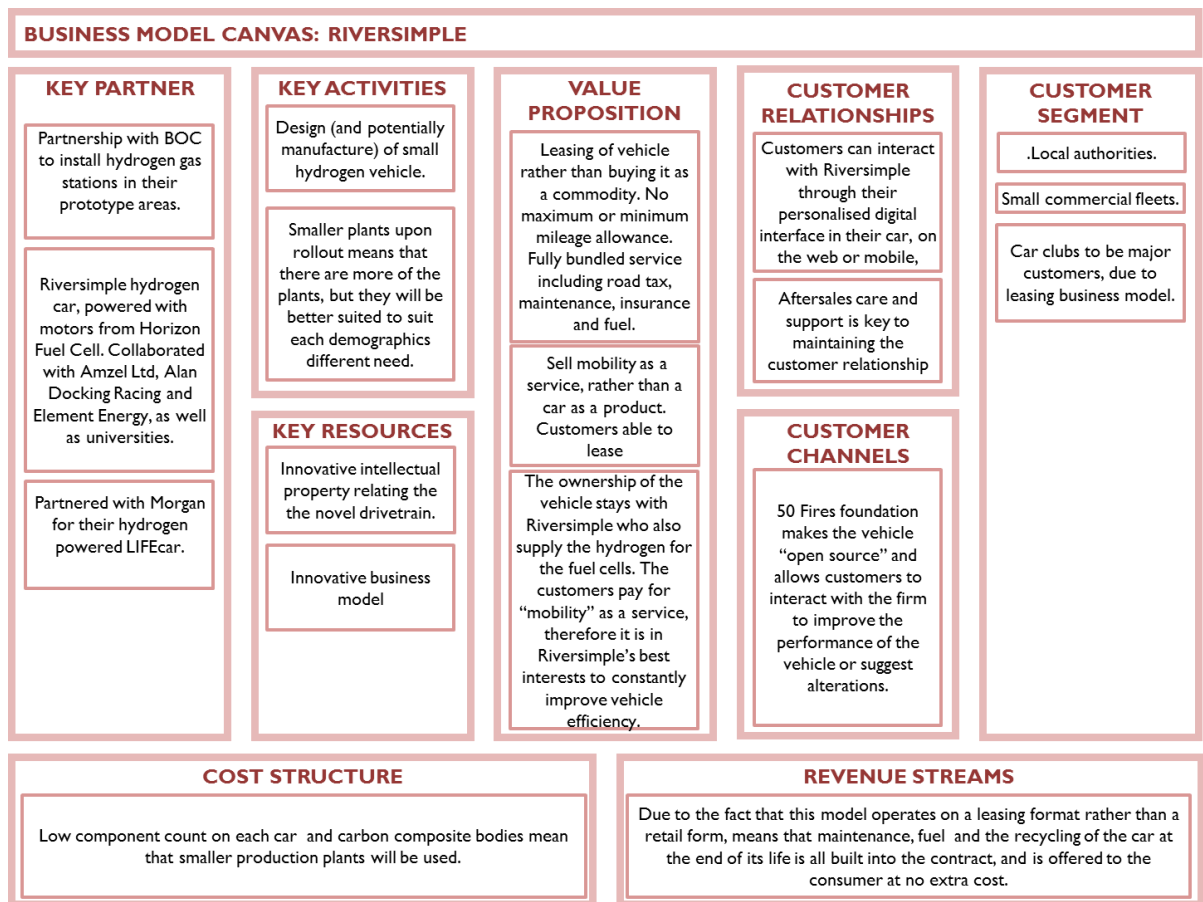 BUSINESS MODEL CANVAS: RIVERSIMPLE
KEY PARTNER
Partnership with BOC
to install hydrogen gas
stations in their
prototype areas.
Riversimple hydrogen
car, powered with
motors from Horizon
Fuel Cell. Collaborated
with Amzel Ltd, Alan
Docking Racing and
Element Energy, as well
as universities.
Partnered with Morgan
for their hydrogen
powered LIFEcar.
KEY ACTIVITIES
Design (and potentially
manufacture) of small
hydrogen vehicle.
Smaller plants upon
rollout means that
there are more of the
plants, but they will be
better suited to suit
each demographics
different need.
KEY RESOURCES
Innovative intellectual
property relating the
the novel drivetrain.
Innovative business
model
VALUE
PROPOSITION
Leasing of vehicle
rather than buying it as
a commodity. No
maximum or minimum
mileage allowance.
Fully bundled service
including road tax,
maintenance, insurance
and fuel.
Sell mobility as a
service, rather than a
car as a product.
Customers able to
lease
The ownership of the
vehicle stays with
Riversimple who also
supply the hydrogen for
the fuel cells. The
customers pay for
“mobility” as a service,
therefore it is in
Riversimple’s best
interests to constantly
improve vehicle
efficiency.
CUSTOMER
RELATIONSHIPS
Customers can interact
with Riversimple
through their
personalised digital
interface in their car, on
the web or mobile,
Aftersales care and
support is key to
maintaining the
customer relationship
CUSTOMER
CHANNELS
50 Fires foundation
makes the vehicle
“open source” and
allows customers to
interact with the firm
to improve the
performance of the
vehicle or suggest
alterations.
CUSTOMER
SEGMENT
.Local authorities.
Small commercial fleets.
Car clubs to be major
customers, due to
leasing business model.
COST STRUCTURE
Low component count on each car and carbon composite bodies mean
that smaller production plants will be used.
REVENUE STREAMS
Due to the fact that this model operates on a leasing format rather than a
retail form, means that maintenance, fuel and the recycling of the car at
the end of its life is all built into the contract, and is offered to the
consumer at no extra cost.